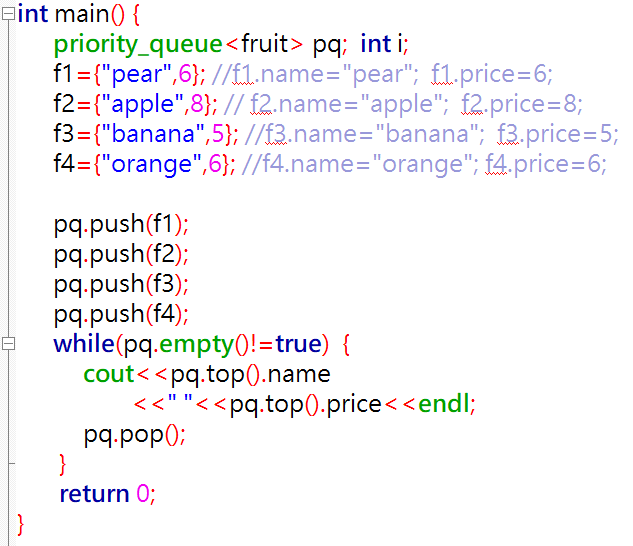 int main() {
priority_queue<fruit> pq; int i;
f1={"pear",6}; //f1.name="pear"; f1.price=6;
f2={"apple",8}; // f2.name="apple"; f2.price=8;
f3={"banana",5}; //f3.name="banana"; f3.price=5;
f4={"orange",6}; //f4.name="orange"; f4.price=6;
pq.push(f1);
pq.push(f2);
pq.push(f3);
pq.push(f4);
while(pq.empty()!=true) {
cout<<pq.top().name
<<" "<<pq.top().price<<endl;
pq.pop();
}
return 0;
}